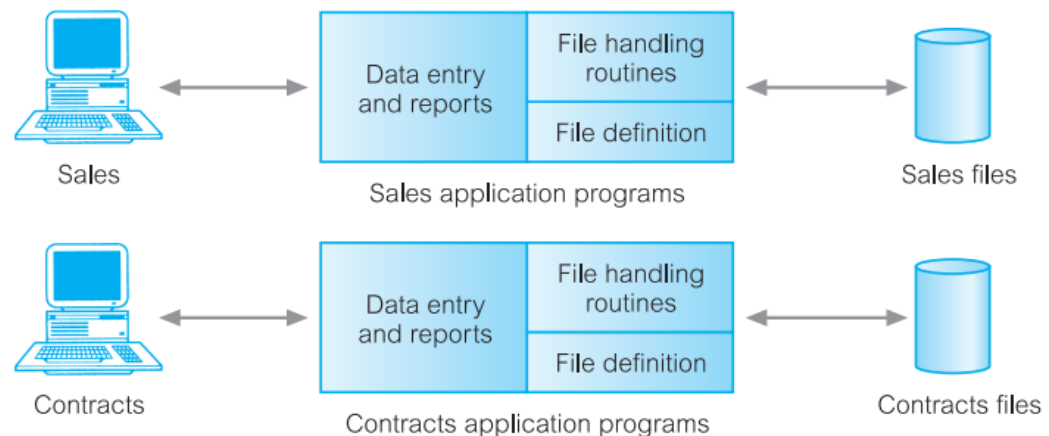 Data entry
and reports
File handling
routines
File definition
Sales
Sales application programs
Sales files
Data entry
and reports
File handling
routines
File definition
Contracts
Contracts application programs
Contracts files